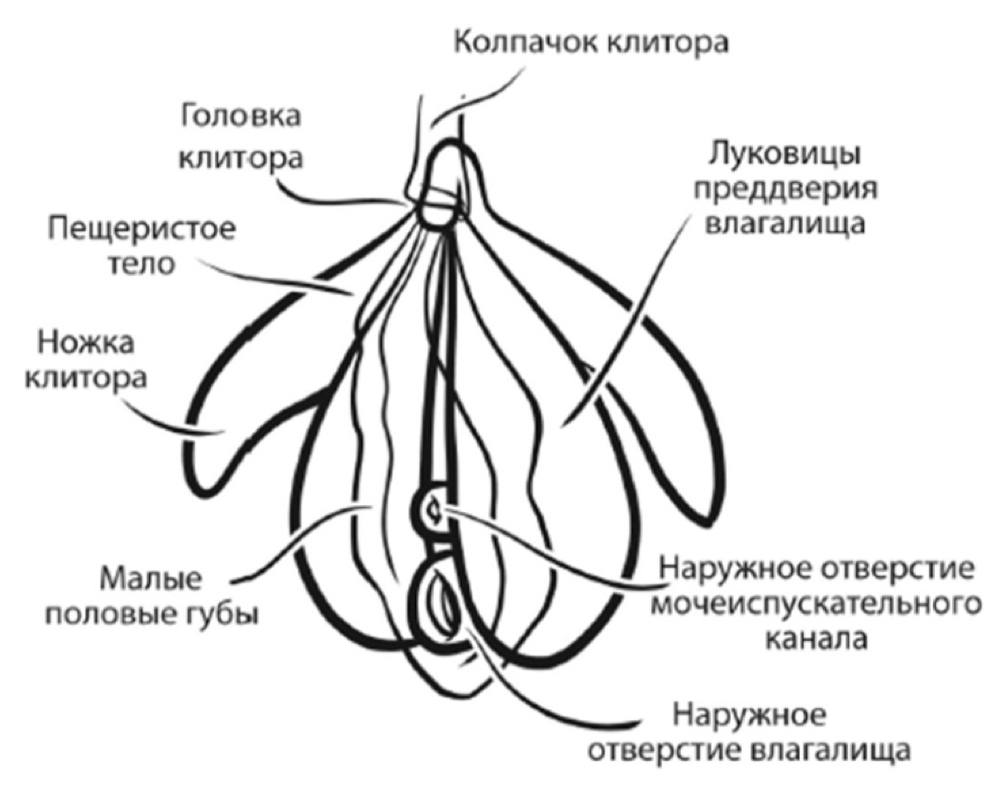 Колпачок клитора
Головка
клитора
Луковицы
преддверия
влагалища
Пещеристое
тело
Ножка
клитора
Малые
половые губы
Наружное отверстие
мочеиспускательного
канала
Наружное
отверстие влагалища